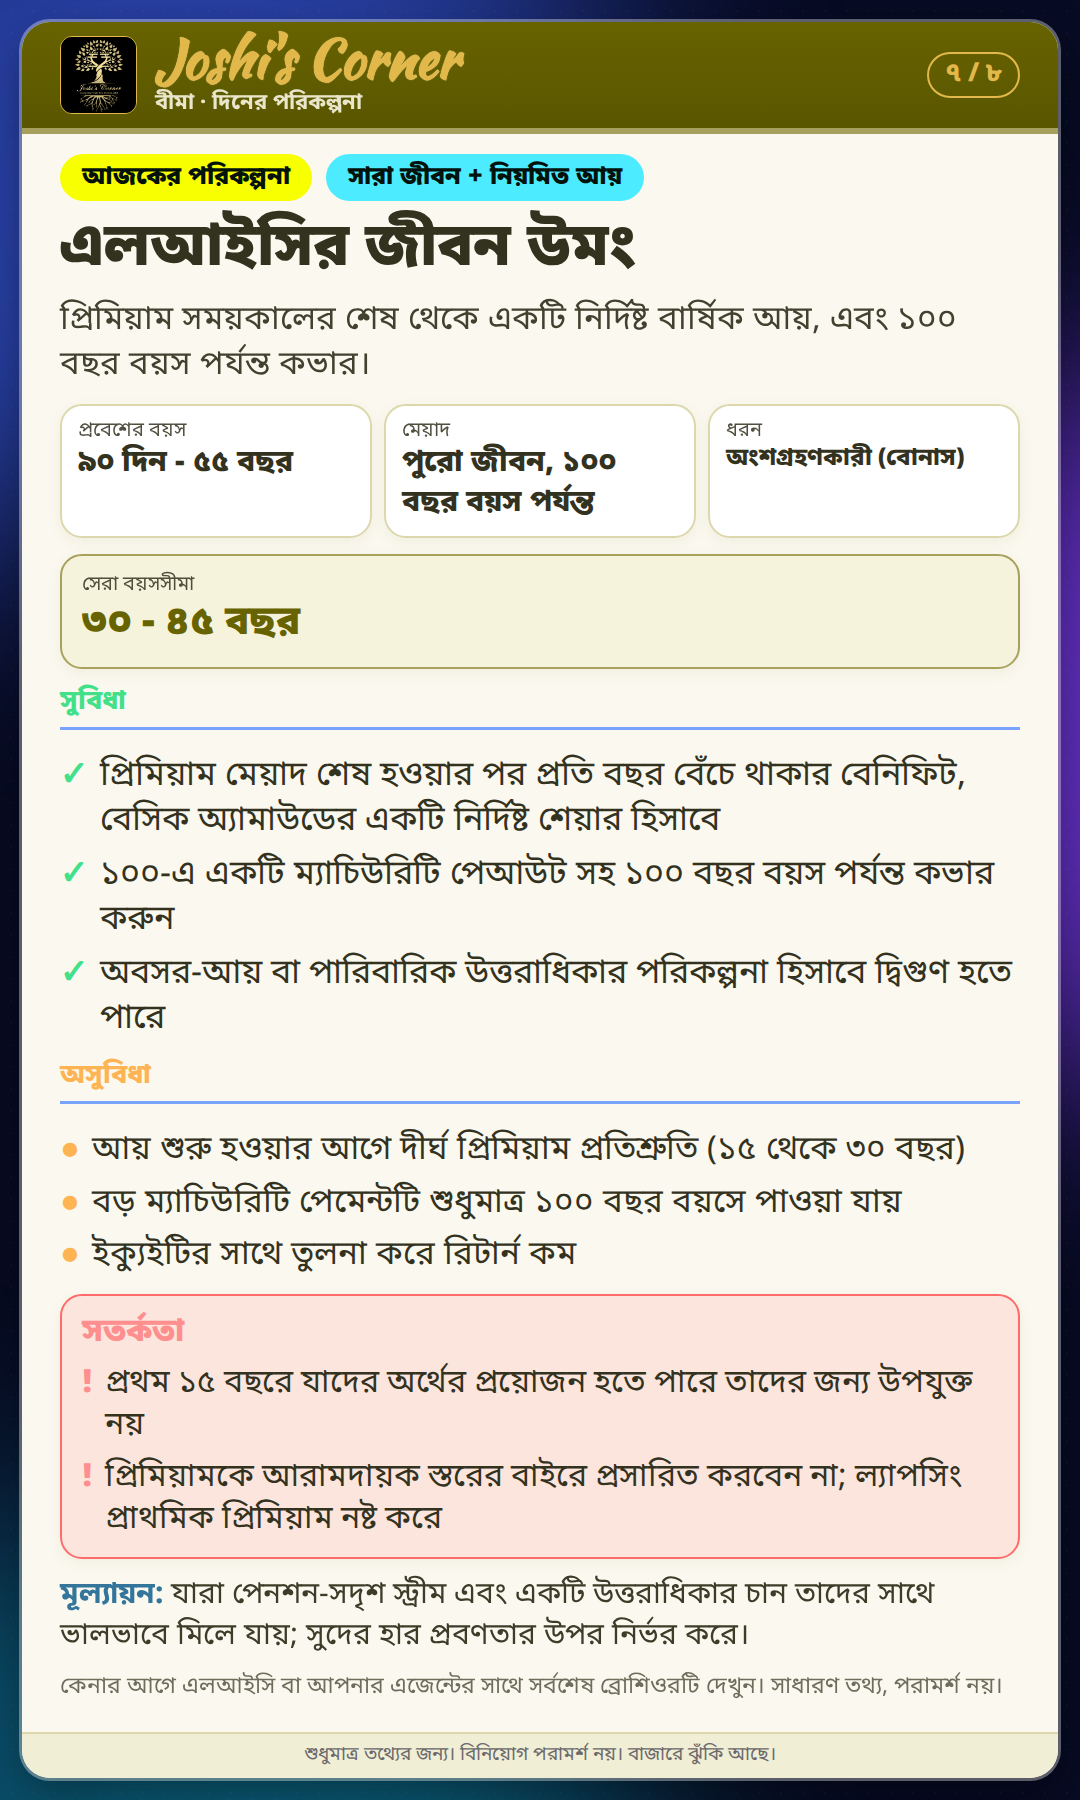 Joshi's Corner
বীমা · দিনের পরিকল্পনা
৭ / ৮
আজকের পরিকল্পনা
সারা জীবন + নিয়মিত আয়
এলআইসির জীবন উমং
প্রিমিয়াম সময়কালের শেষ থেকে একটি নির্দিষ্ট বার্ষিক আয়, এবং ১০০
বছর বয়স পর্যন্ত কভার।
প্রবেশের বয়স
৯০ দিন - ৫৫ বছর
মেয়াদ
পুরো জীবন, ১০০
বছর বয়স পর্যন্ত
ধরন
অংশগ্রহণকারী (বোনাস)
সেরা বয়সসীমা
৩০ - ৪৫ বছর
সুবিধা
✓ প্রিমিয়াম মেয়াদ শেষ হওয়ার পর প্রতি বছর বেঁচে থাকার বেনিফিট,
বেসিক অ্যামাউন্ডের একটি নির্দিষ্ট শেয়ার হিসাবে
✓ ১০০-এ একটি ম্যাচিউরিটি পেআউট সহ ১০০ বছর বয়স পর্যন্ত কভার
করুন
✓ অবসর-আয় বা পারিবারিক উত্তরাধিকার পরিকল্পনা হিসাবে দ্বিগুণ হতে
পারে
অসুবিধা
● আয় শুরু হওয়ার আগে দীর্ঘ প্রিমিয়াম প্রতিশ্রুতি (১৫ থেকে ৩০ বছর)
● বড় ম্যাচিউরিটি পেমেন্টটি শুধুমাত্র ১০০ বছর বয়সে পাওয়া যায়
● ইক্যুইটির সাথে তুলনা করে রিটার্ন কম
সতর্কতা
! প্রথম ১৫ বছরে যাদের অর্থের প্রয়োজন হতে পারে তাদের জন্য উপযুক্ত
নয়
! প্রিমিয়ামকে আরামদায়ক স্তরের বাইরে প্রসারিত করবেন না; ল্যাপসিং
প্রাথমিক প্রিমিয়াম নষ্ট করে
মূল্যায়ন: যারা পেনশন-সদৃশ স্ট্রীম এবং একটি উত্তরাধিকার চান তাদের সাথে
ভালভাবে মিলে যায়; সুদের হার প্রবণতার উপর নির্ভর করে।
কেনার আগে এলআইসি বা আপনার এজেন্টের সাথে সর্বশেষ ব্রোশিওরটি দেখুন। সাধারণ তথ্য, পরামর্শ নয়।
শুধুমাত্র তথ্যের জন্য। বিনিয়োগ পরামর্শ নয়। বাজারে ঝুঁকি আছে।